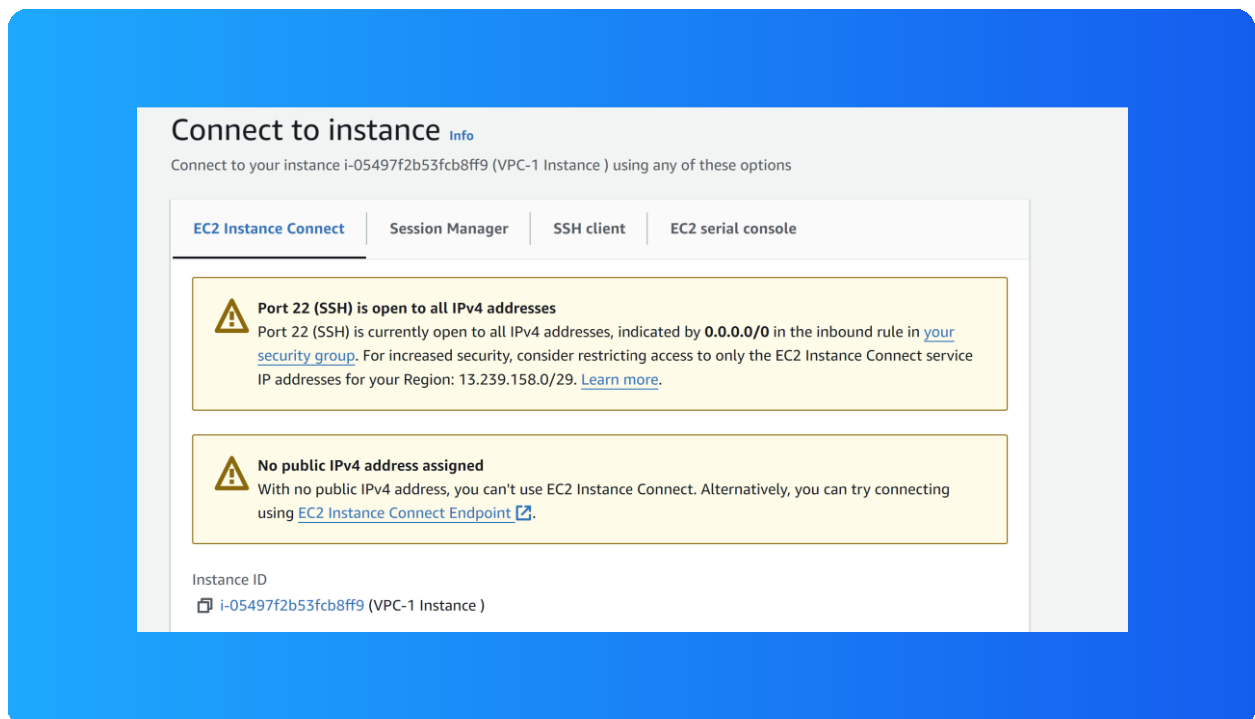 Connect to instance Info
Connect to your instance i-05497f2b53fcb8ff9 (VPC-1 Instance ) using any of these options
EC2 Instance Connect Session Manager SSH client EC2 serial console
Port 22 (SSH) is open to all IPv4 addresses
Port 22 (SSH) is currently open to all IPv4 addresses, indicated by 0.0.0.0/0 in the inbound rule in your
security group. For increased security, consider restricting access to only the EC2 Instance Connect service
IP addresses for your Region: 13.239.158.0/29. Learn more.
No public IPv4 address assigned
With no public IPv4 address, you can't use EC2 Instance Connect. Alternatively, you can try connecting
using EC2 Instance Connect Endpoint.
Instance ID
i-05497f2b53fcb8ff9 (VPC-1 Instance )